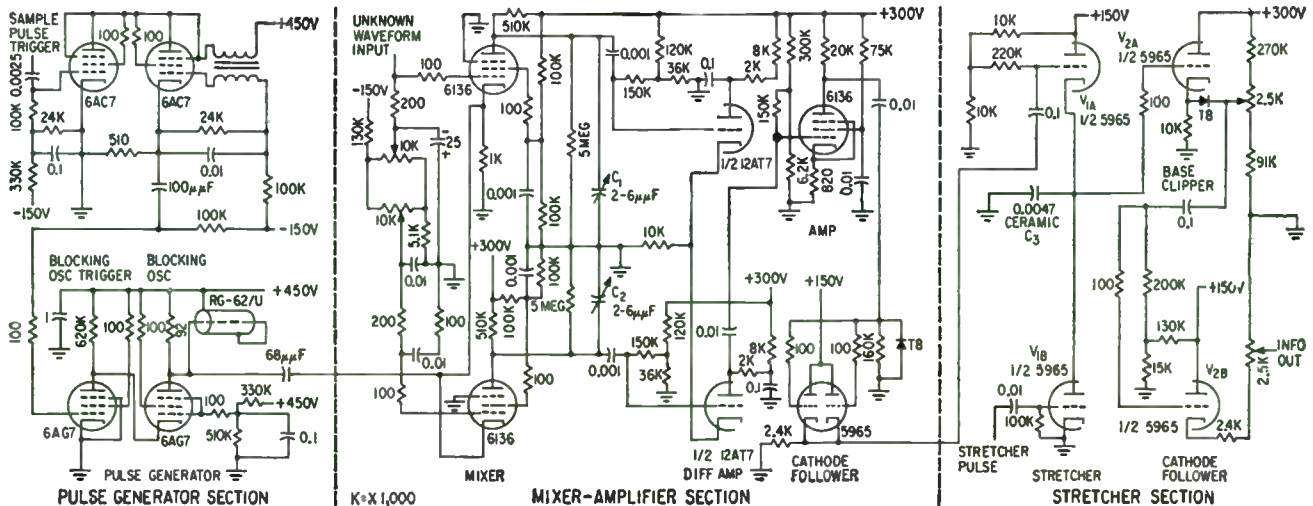 SAMPLE
PULSE
TRIGGER
0.0025
100
100
+450V
6AC7
6AC7
100K
24K
24K
510
0.1
0.01
330K
100μμF
100K
-150V
100K
-150V
BLOCKING
OSC TRIGGER
BLOCKING
OSC
+450V
RG-62/U
1
100
620K
100
100
68μμF
330K
+450V
100
6AG7
6AG7
510K
0.1
PULSE GENERATOR
PULSE GENERATOR SECTION
UNKNOWN
WAVEFORM
INPUT
510K
+300V
100
6136
-150V
200
130K
10K
25
-
+
1K
100
100K
5 MEG
0.001
10K
5.1K
0.01
+300V
100K
0.001
100K
C1
2-6μμF
C2
2-6μμF
5 MEG
510K
100K
200
100
0.01
100
100
6136
MIXER
0.001
150K
120K
36K
0.1
2K
8K
300K
20K
75K
6136
150K
1/2 12AT7
6.2K
820
0.01
0.01
AMP
10K
+300V
+150V
120K
150K
36K
0.001
0.01
8K
2K
0.1
100
100
160K
T8
2.4K
5965
1/2 12AT7
DIFF AMP
CATHODE
FOLLOWER
K=X 1,000
MIXER-AMPLIFIER SECTION
10K
+150V
220K
10K
0.1
V1A
1/2 5965
100
V2A
1/2 5965
+300V
270K
2.5K
T8
10K
BASE
CLIPPER
91K
0.0047
CERAMIC
C3
0.1
100
200K
+150V
130K
15K
INFO
OUT
2.5K
V1B
1/2 5965
V2B
0.01
100K
1/2 5965
2.4K
STRETCHER
PULSE
STRETCHER
CATHODE
FOLLOWER
STRETCHER SECTION